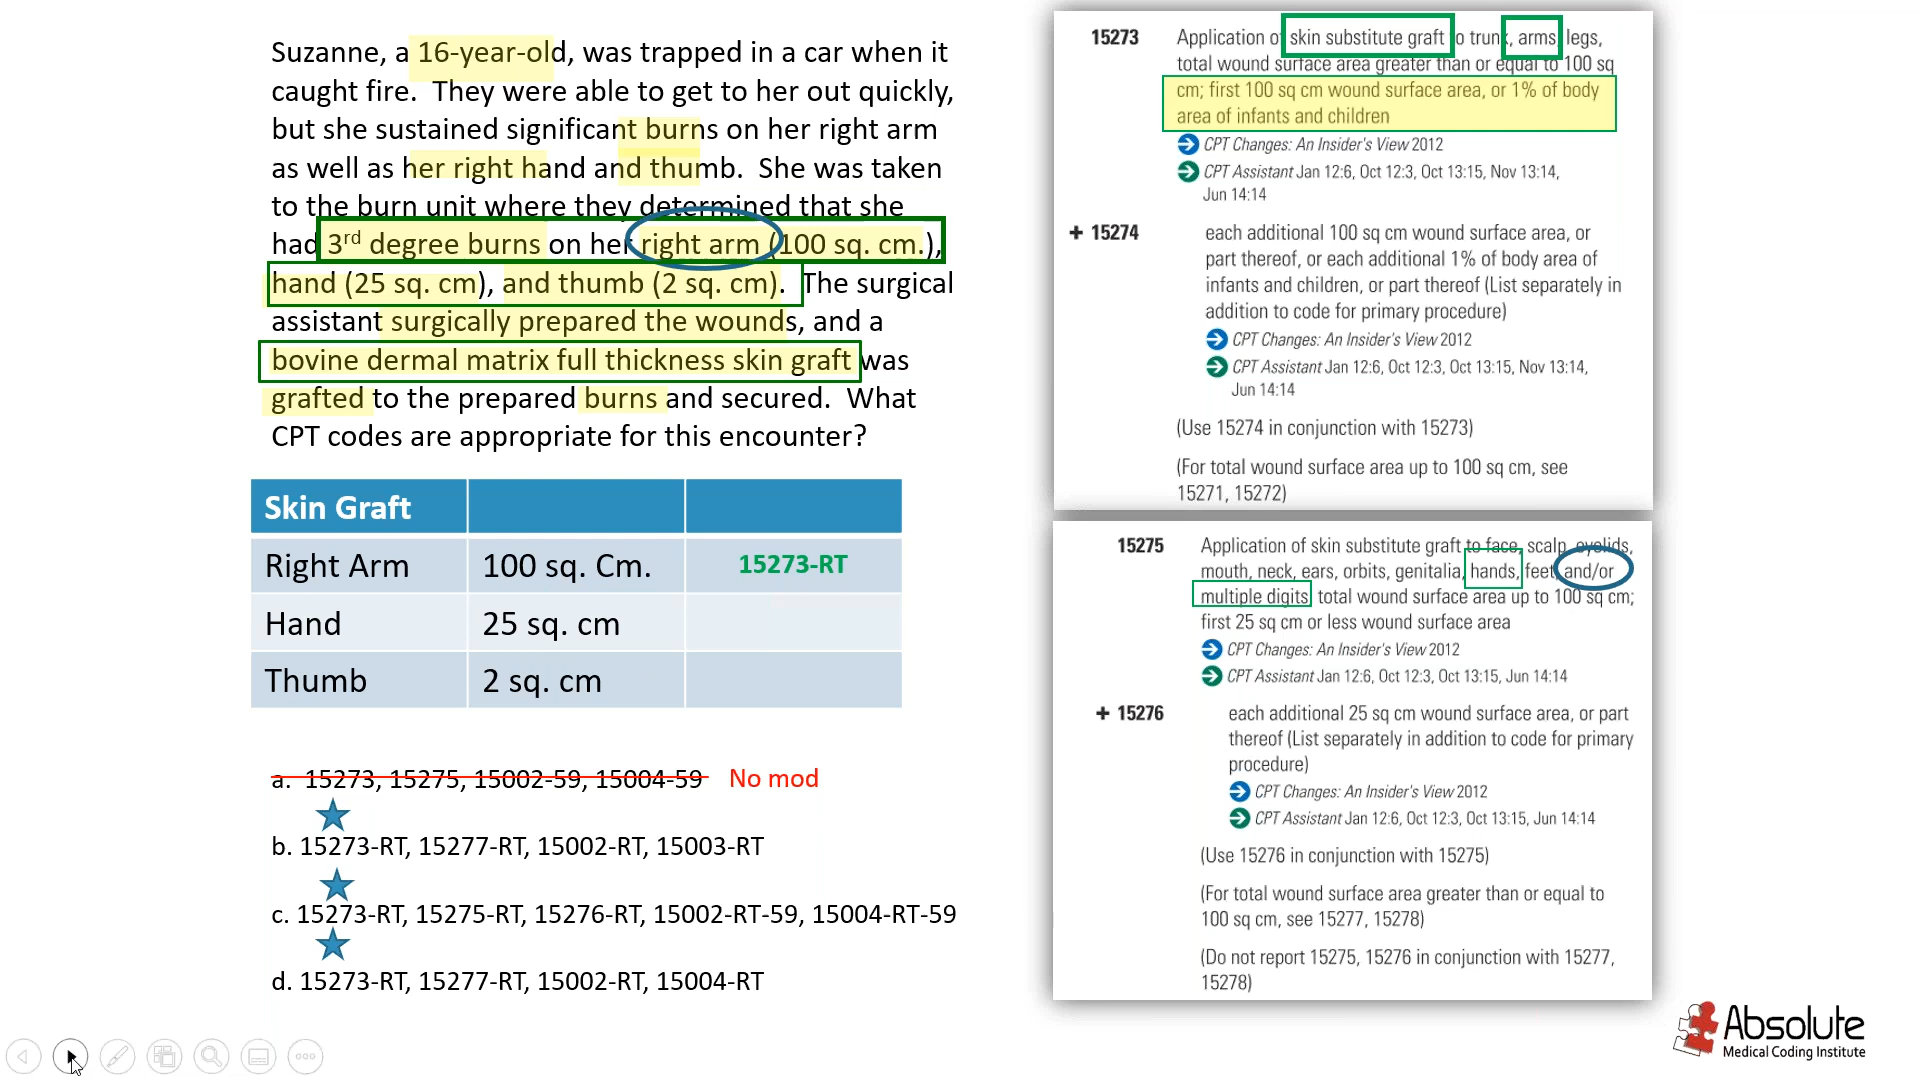 Suzanne, a 16-year-old, was trapped in a car when it
caught fire. They were able to get to her out quickly,
but she sustained significant burns on her right arm
as well as her right hand and thumb. She was taken
to the burn unit where they determined that she
had 3rd degree burns on her right arm (100 sq. cm.),
hand (25 sq. cm), and thumb (2 sq. cm). The surgical
assistant surgically prepared the wounds, and a
bovine dermal matrix full thickness skin graft was
grafted to the prepared burns and secured. What
CPT codes are appropriate for this encounter?
Skin Graft
Right Arm 100 sq. Cm. 15273-RT
Hand 25 sq. cm
Thumb 2 sq. cm
a. 15273, 15275, 15002-59, 15004-59 No mod
b. 15273-RT, 15277-RT, 15002-RT, 15003-RT
c. 15273-RT, 15275-RT, 15276-RT, 15002-RT-59, 15004-RT-59
d. 15273-RT, 15277-RT, 15002-RT, 15004-RT
15273 Application of skin substitute graft to trunk, arms, legs,
total wound surface area greater than or equal to 100 sq
cm; first 100 sq cm wound surface area, or 1% of body
area of infants and children
CPT Changes: An Insider's View 2012
CPT Assistant Jan 12:6, Oct 12:3, Oct 13:15, Nov 13:14,
Jun 14:14
+ 15274 each additional 100 sq cm wound surface area, or
part thereof, or each additional 1% of body area of
infants and children, or part thereof (List separately in
addition to code for primary procedure)
CPT Changes: An Insider's View 2012
CPT Assistant Jan 12:6, Oct 12:3, Oct 13:15, Nov 13:14,
Jun 14:14
(Use 15274 in conjunction with 15273)
(For total wound surface area up to 100 sq cm, see
15271, 15272)
15275 Application of skin substitute graft to face, scalp, eyelids,
mouth, neck, ears, orbits, genitalia, hands, feet, and/or
multiple digits, total wound surface area up to 100 sq cm;
first 25 sq cm or less wound surface area
CPT Changes: An Insider's View 2012
CPT Assistant Jan 12:6, Oct 12:3, Oct 13:15, Jun 14:14
+ 15276 each additional 25 sq cm wound surface area, or part
thereof (List separately in addition to code for primary
procedure)
CPT Changes: An Insider's View 2012
CPT Assistant Jan 12:6, Oct 12:3, Oct 13:15, Jun 14:14
(Use 15276 in conjunction with 15275)
(For total wound surface area greater than or equal to
100 sq cm, see 15277, 15278)
(Do not report 15275, 15276 in conjunction with 15277,
15278)
Absolute
Medical Coding Institute